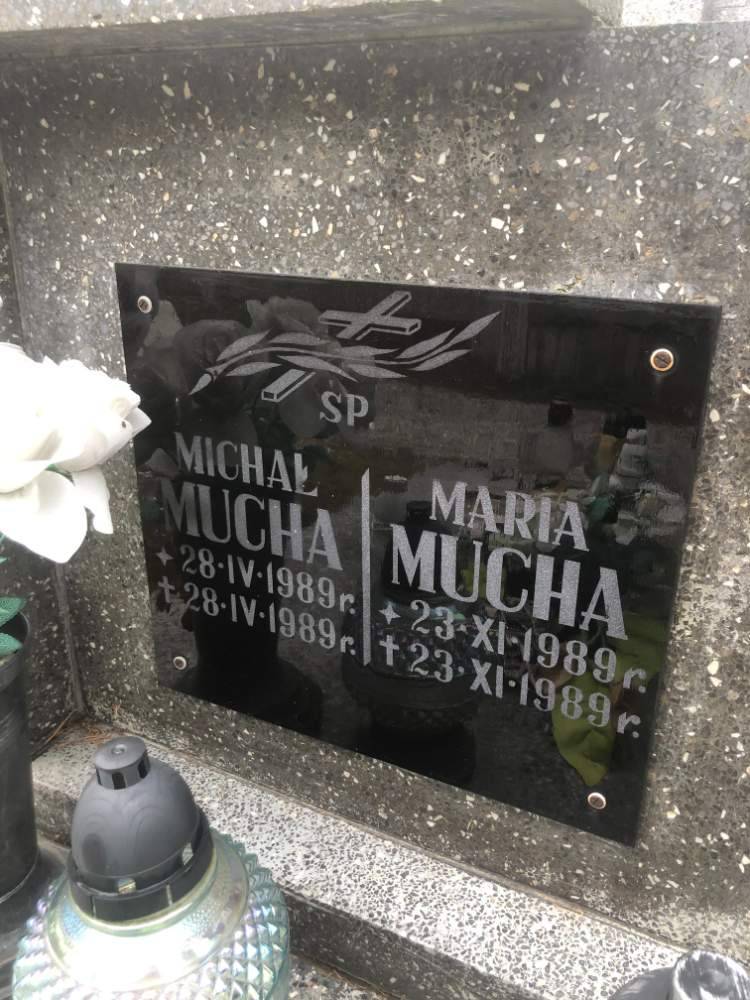 SP.
MICHAŁ
MUCHA
28·IV·1989r.
28·IV·1989r.
MARIA
MUCHA
23·XI·1989r.
23·XI·1989r.